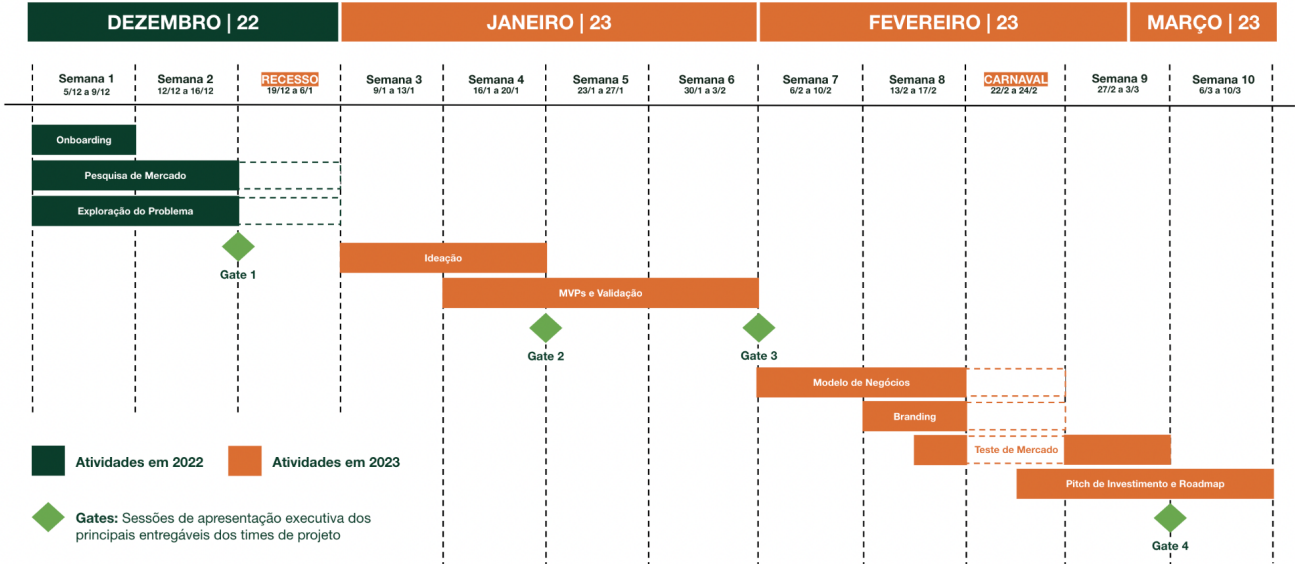 DEZEMBRO | 22
JANEIRO | 23
FEVEREIRO | 23
MARÇO | 23
Semana 1
5/12 a 9/12
Semana 2
12/12 a 16/12
RECESSO
19/12 a 6/1
Semana 3
9/1 a 13/1
Semana 4
16/1 a 20/1
Semana 5
23/1 a 27/1
Semana 6
30/1 a 3/2
Semana 7
6/2 a 10/2
Semana 8
13/2 a 17/2
CARNAVAL
22/2 a 24/2
Semana 9
27/2 a 3/3
Semana 10
6/3 a 10/3
Onboarding
Pesquisa de Mercado
Exploração do Problema
Gate 1
Ideação
MVPs e Validação
Gate 2
Gate 3
Modelo de Negócios
Branding
Teste de Mercado
Pitch de Investimento e Roadmap
Gate 4
Atividades em 2022
Atividades em 2023
Gates: Sessões de apresentação executiva dos
principais entregáveis dos times de projeto